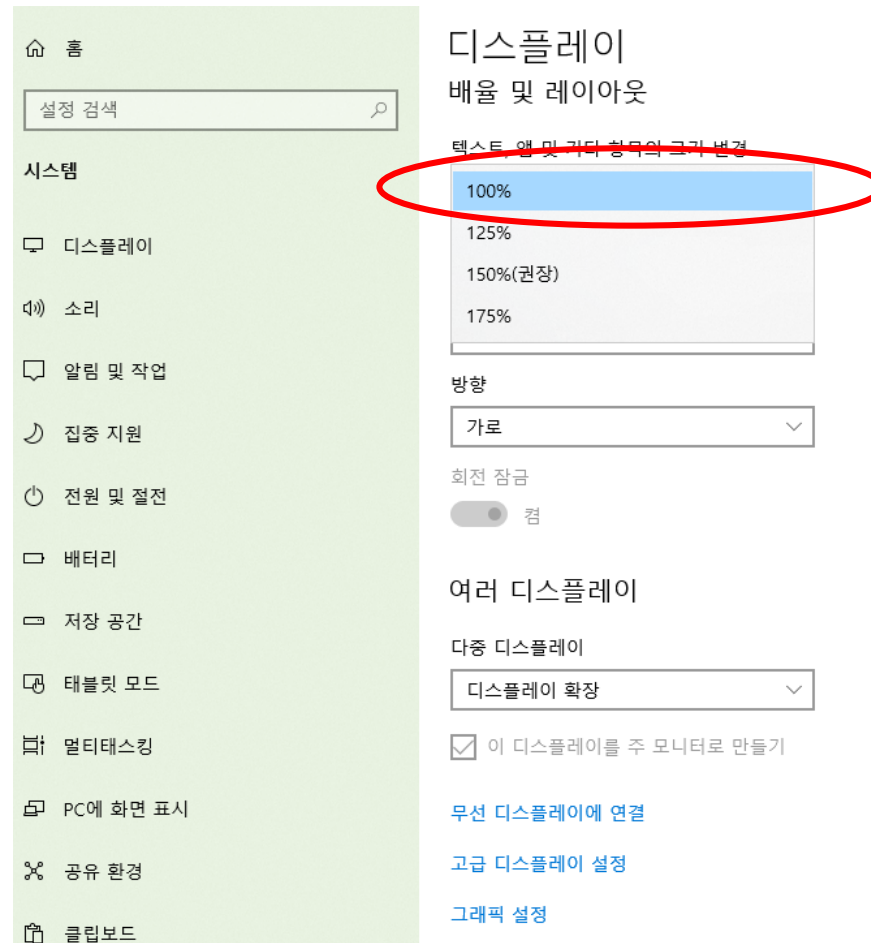 홈
설정 검색
시스템
디스플레이
소리
알림 및 작업
집중 지원
전원 및 절전
배터리
저장 공간
태블릿 모드
멀티태스킹
PC에 화면 표시
공유 환경
클립보드
디스플레이
배율 및 레이아웃
텍스트, 앱 및 기타 항목의 크기 변경
100%
125%
150%(권장)
175%
방향
가로
회전 잠금
켬
여러 디스플레이
다중 디스플레이
디스플레이 확장
이 디스플레이를 주 모니터로 만들기
무선 디스플레이에 연결
고급 디스플레이 설정
그래픽 설정